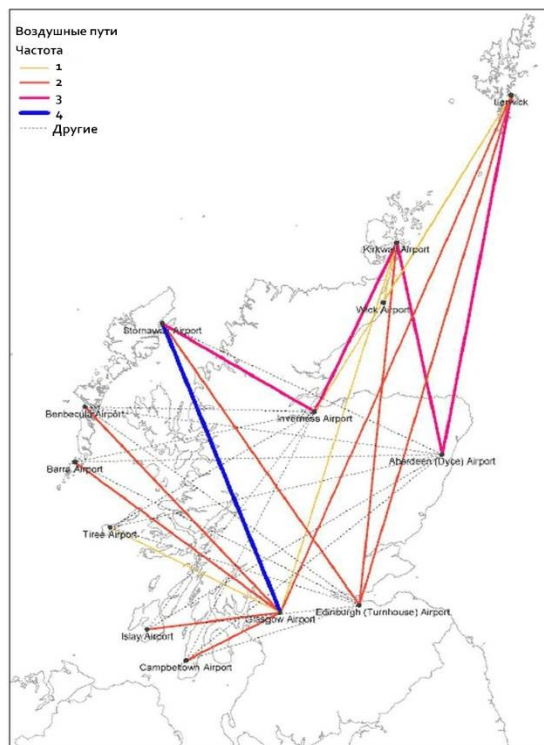 Воздушные пути
Частота
1
2
3
4
Другие
Lerwick
Kirkwall Airport
Wick Airport
Stornaway Airport
Inverness Airport
Benbecula Airport
Aberdeen (Dyce) Airport
Barra Airport
Tiree Airport
Glasgow Airport
Edinburgh (Turnhouse) Airport
Islay Airport
Campbeltown Airport